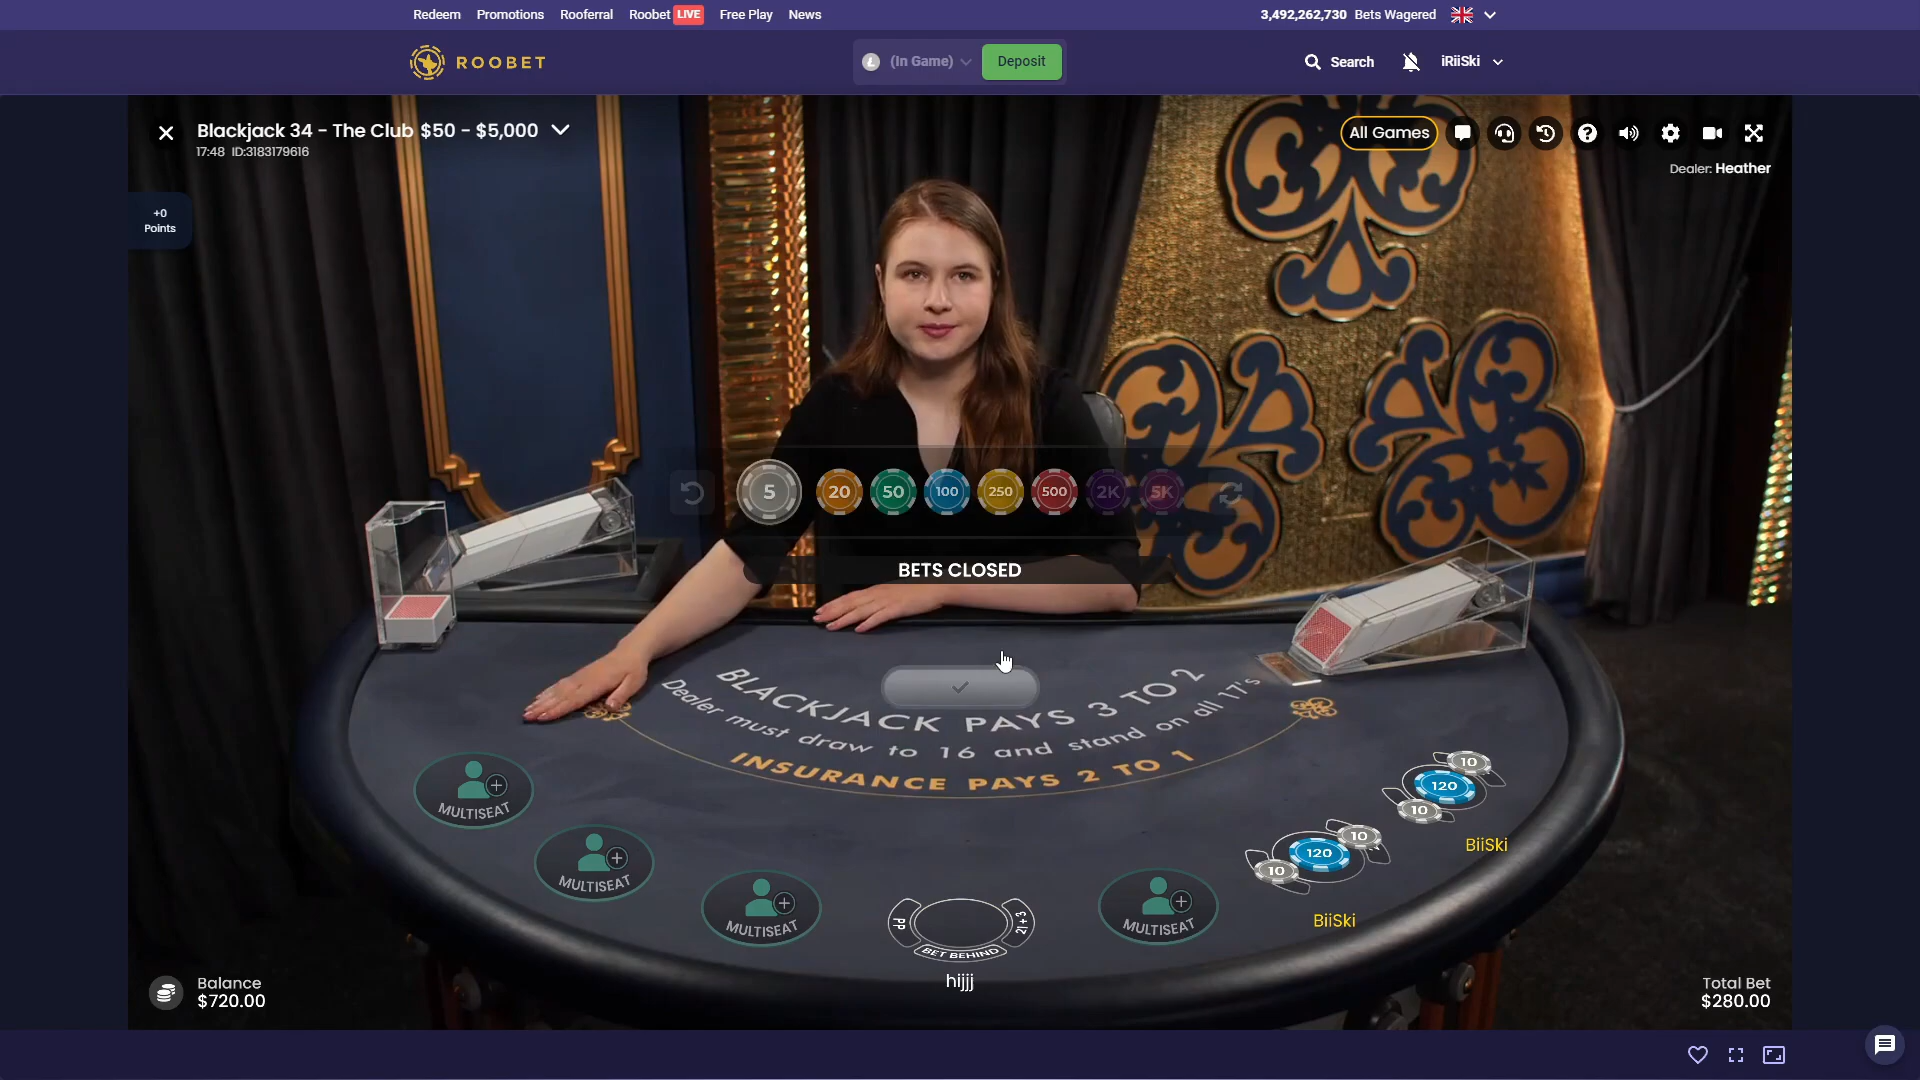 Redeem Promotions Rooferral Roobet LIVE Free Play News
3,492,262,730 Bets Wagered
ROOBET
(In Game)
Deposit
Search
iRiiSki
Blackjack 34 - The Club $50 - $5,000
17:48 ID:3183179616
All Games
Dealer: Heather
+0
Points
5 20 50 100 250 500 2K 5K
BETS CLOSED
BLACKJACK PAYS 3 TO 2
Dealer must draw to 16 and stand on all 17's
INSURANCE PAYS 2 TO 1
MULTISEAT
MULTISEAT
MULTISEAT
PP
21+3
BET BEHIND
hijjj
MULTISEAT
10
120
10
BiiSki
10
120
10
BiiSki
Balance
$720.00
Total Bet
$280.00